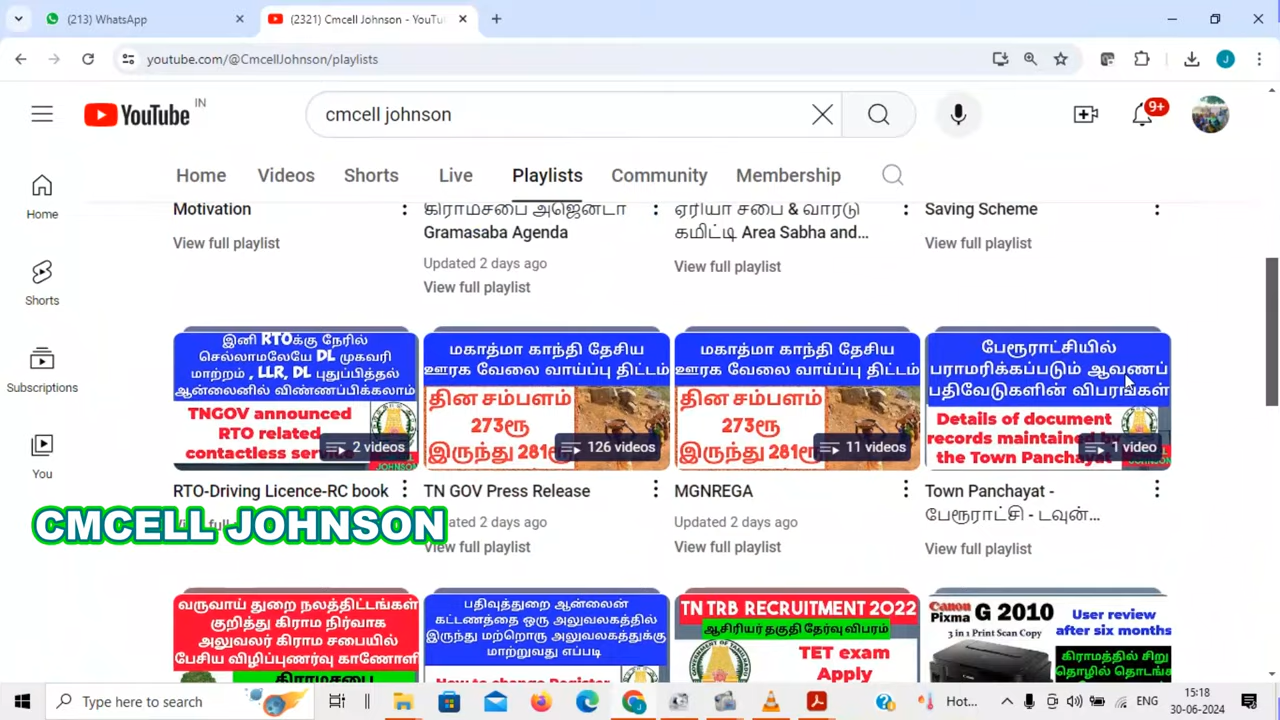 (213) WhatsApp
(2321) Cmcell Johnson - YouTu
youtube.com/@CmcellJohnson/playlists
J
YouTube IN
cmcell johnson
9+
Home
Videos
Shorts
Live
Playlists
Community
Membership
Home
Shorts
Subscriptions
You
Motivation
View full playlist
கிராமசபை அஜெண்டா
Gramasaba Agenda
Updated 2 days ago
View full playlist
ஏரியா சபை & வார்டு
கமிட்டி Area Sabha and...
View full playlist
Saving Scheme
View full playlist
இனி RTOக்கு நேரில்
செல்லாமலேயே DL முகவரி
மாற்றம் , LLR, DL புதுப்பித்தல்
ஆன்லைனில் விண்ணப்பிக்கலாம்
TNGOV announced
RTO related
contactless
2 videos
RTO-Driving Licence-RC book
மகாத்மா காந்தி தேசிய
ஊரக வேலை வாய்ப்பு திட்டம்
தின சம்பளம்
273ரூ
இருந்து 281
126 videos
TN GOV Press Release
Updated 2 days ago
View full playlist
மகாத்மா காந்தி தேசிய
ஊரக வேலை வாய்ப்பு திட்டம்
தின சம்பளம்
273ரூ
இருந்து 281
11 videos
MGNREGA
Updated 2 days ago
View full playlist
பேரூராட்சியில்
பராமரிக்கப்படும் ஆவணப்
பதிவேடுகளின் விபரங்கள்
Details of document
records maintained by
the Town Panchayat
1 video
Town Panchayat -
பேரூராட்சி - டவுன்...
View full playlist
CMCELL JOHNSON
வருவாய் துறை நலத்திட்டங்கள்
குறித்து கிராம நிர்வாக
அலுவலர் கிராம சபையில்
பேசிய விழிப்புணர்வு காணோளி
கிராமசபை
பதிவுத்துறை ஆன்லைன்
கட்டணத்தை ஒரு அலுவலகத்தில்
இருந்து மற்றொரு அலுவலகத்துக்கு
மாற்றுவது எப்படி
How to change Register
TN TRB RECRUITMENT 2022
ஆசிரியர் தகுதி தேர்வு விபரம்
TET exam
Apply
Canon
Pixma G 2010
3 in 1 Print Scan Copy
User review
after six months
கிராமத்தில் சிறு
தொழில் தொடங்க
Type here to search
Hot...
ENG
15:18
30-06-2024